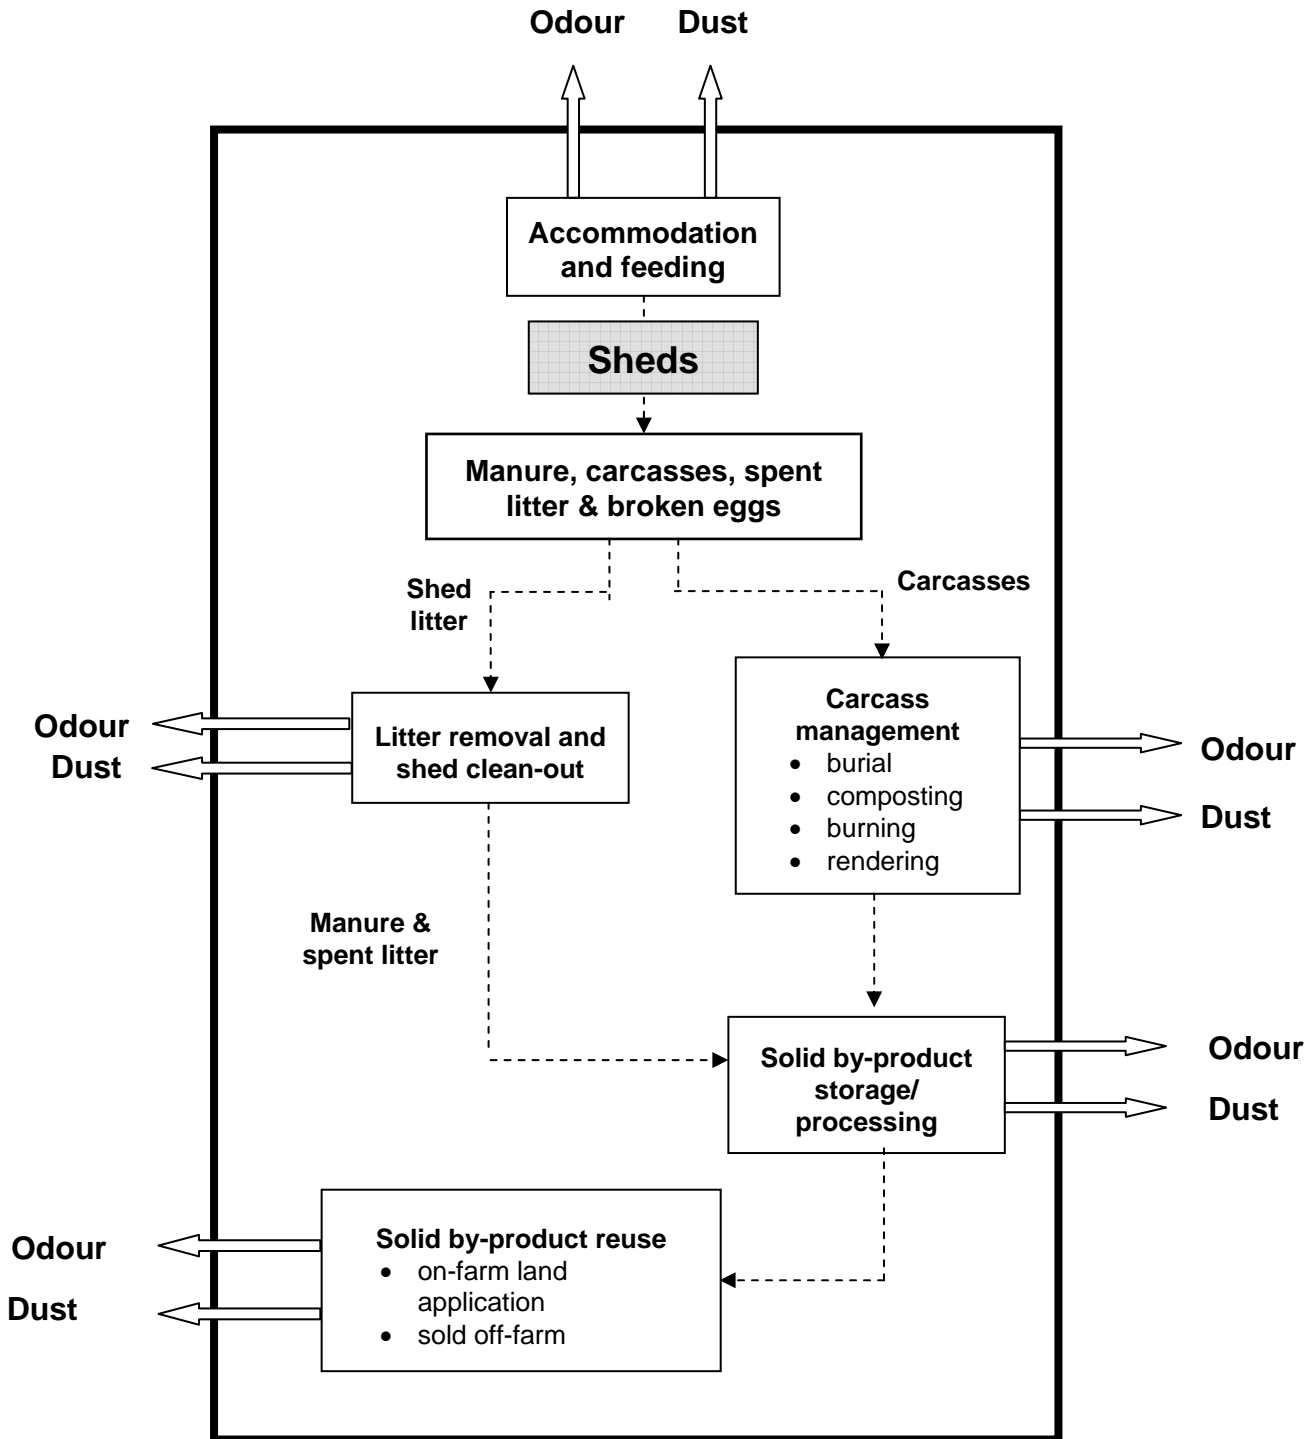 Odour Dust
Accommodation
and feeding
Sheds
Manure, carcasses, spent
litter & broken eggs
Shed
litter
Carcasses
Litter removal and
shed clean-out
Odour
Dust
Carcass
management
• burial
• composting
• burning
• rendering
Odour
Dust
Manure &
spent litter
Solid by-product
storage/
processing
Odour
Dust
Solid by-product reuse
• on-farm land
application
• sold off-farm
Odour
Dust